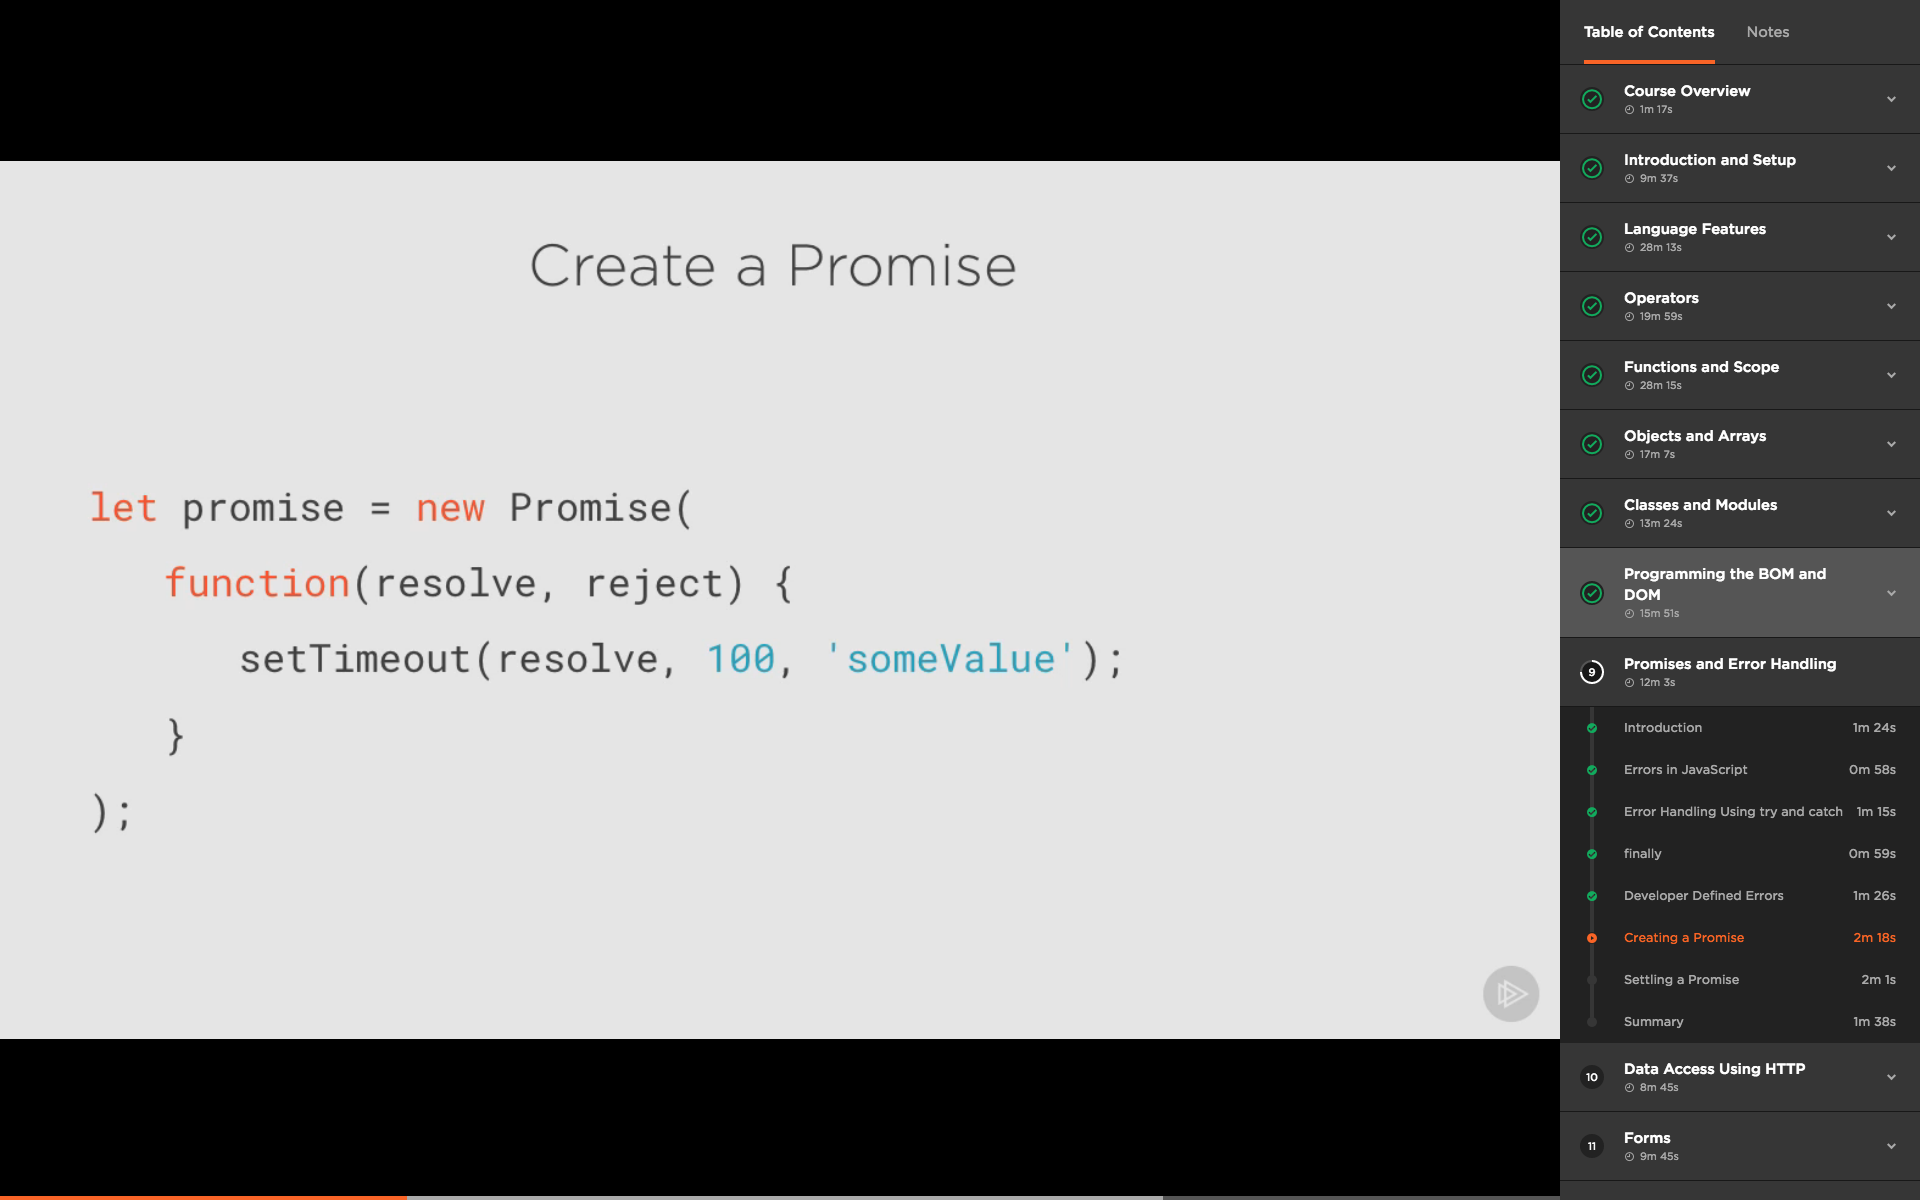 Create a Promise
let promise = new Promise(
function(resolve, reject) {
setTimeout(resolve, 100, 'someValue');
}
);
Table of Contents Notes
Course Overview
1m 17s
Introduction and Setup
9m 37s
Language Features
28m 13s
Operators
19m 59s
Functions and Scope
28m 15s
Objects and Arrays
17m 7s
Classes and Modules
13m 24s
Programming the BOM and
DOM
15m 51s
9 Promises and Error Handling
12m 3s
Introduction 1m 24s
Errors in JavaScript 0m 58s
Error Handling Using try and catch 1m 15s
finally 0m 59s
Developer Defined Errors 1m 26s
Creating a Promise 2m 18s
Settling a Promise 2m 1s
Summary 1m 38s
10 Data Access Using HTTP
8m 45s
11 Forms
9m 45s